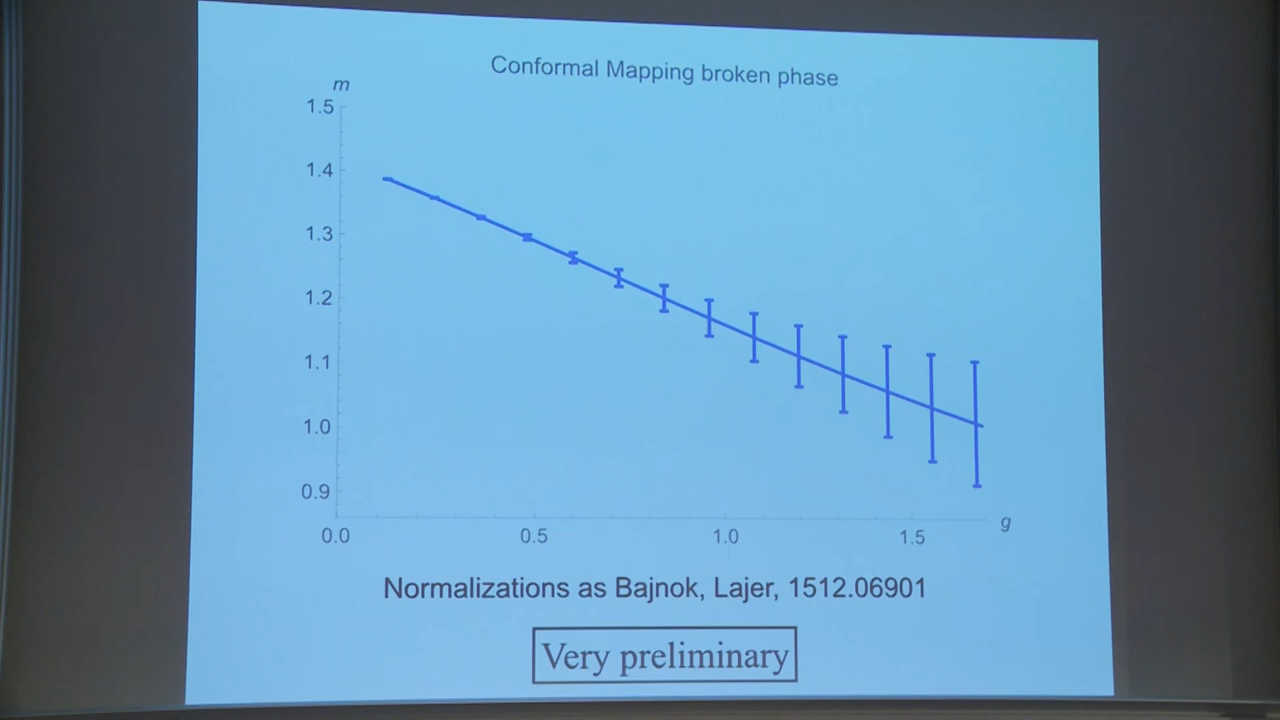 Conformal Mapping broken phase
m
1.5
1.4
1.3
1.2
1.1
1.0
0.9
0.0 0.5 1.0 1.5 g
Normalizations as Bajnok, Lajer, 1512.06901
Very preliminary